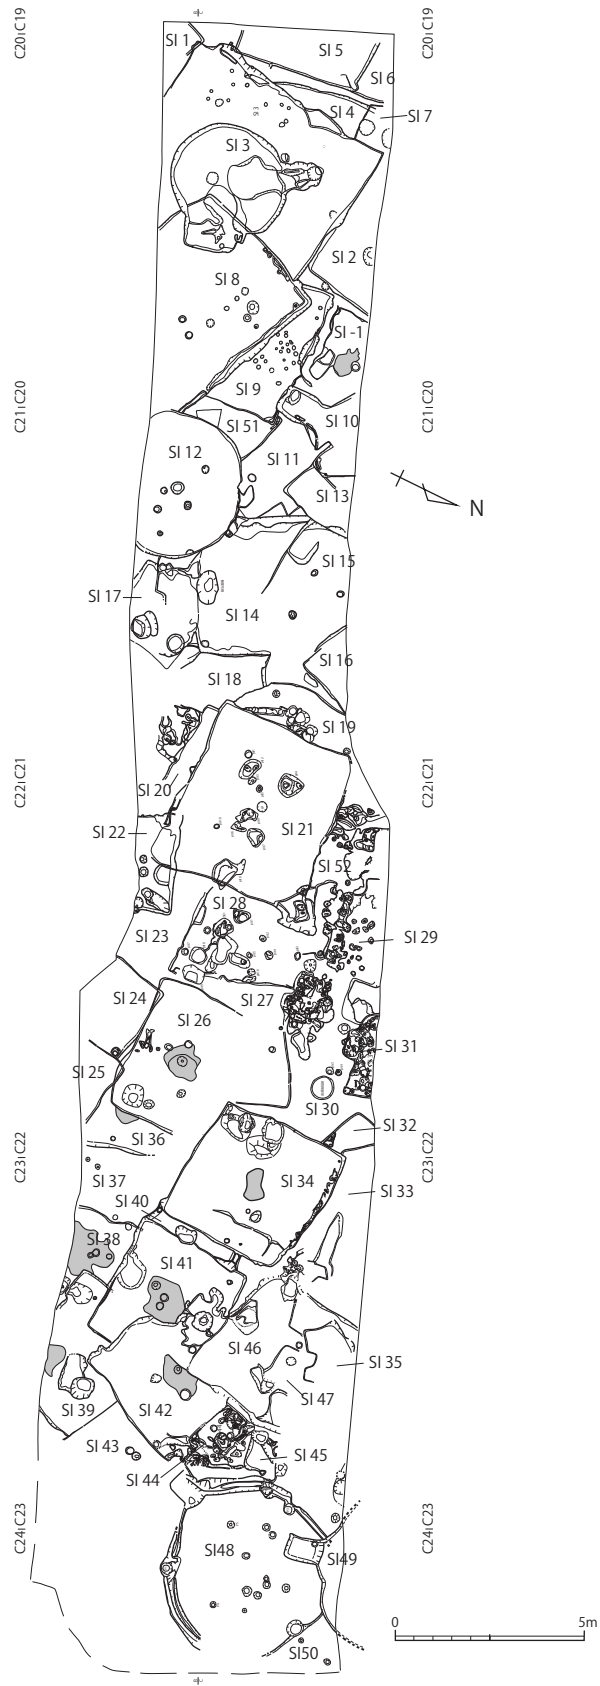 C20 C19
C20 C19
SI 1
SI 5
SI 6
SI 4
SI 7
SI 3
SI 3
SI 2
SI 8
SI -1
SI 9
C21 C20
C21 C20
SI 10
SI 51
SI 12
SI 11
SI 13
N
SI 15
SI 17
SI 14
SI 16
SI 18
SI 19
C22 C21
C22 C21
SI 20
SI 21
SI 22
SI 52
SI 28
SI 23
SI 29
SI 24
SI 27
SI 26
SI 31
SI 25
SI 30
SI 32
SI 36
C23 C22
C23 C22
SI 37
SI 34
SI 33
SI 40
SI 38
SI 41
SI 46
SI 35
SI 47
SI 39
SI 42
SI 43
SI 45
SI 44
C24 C23
C24 C23
SI48
SI49
0 5m
SI50